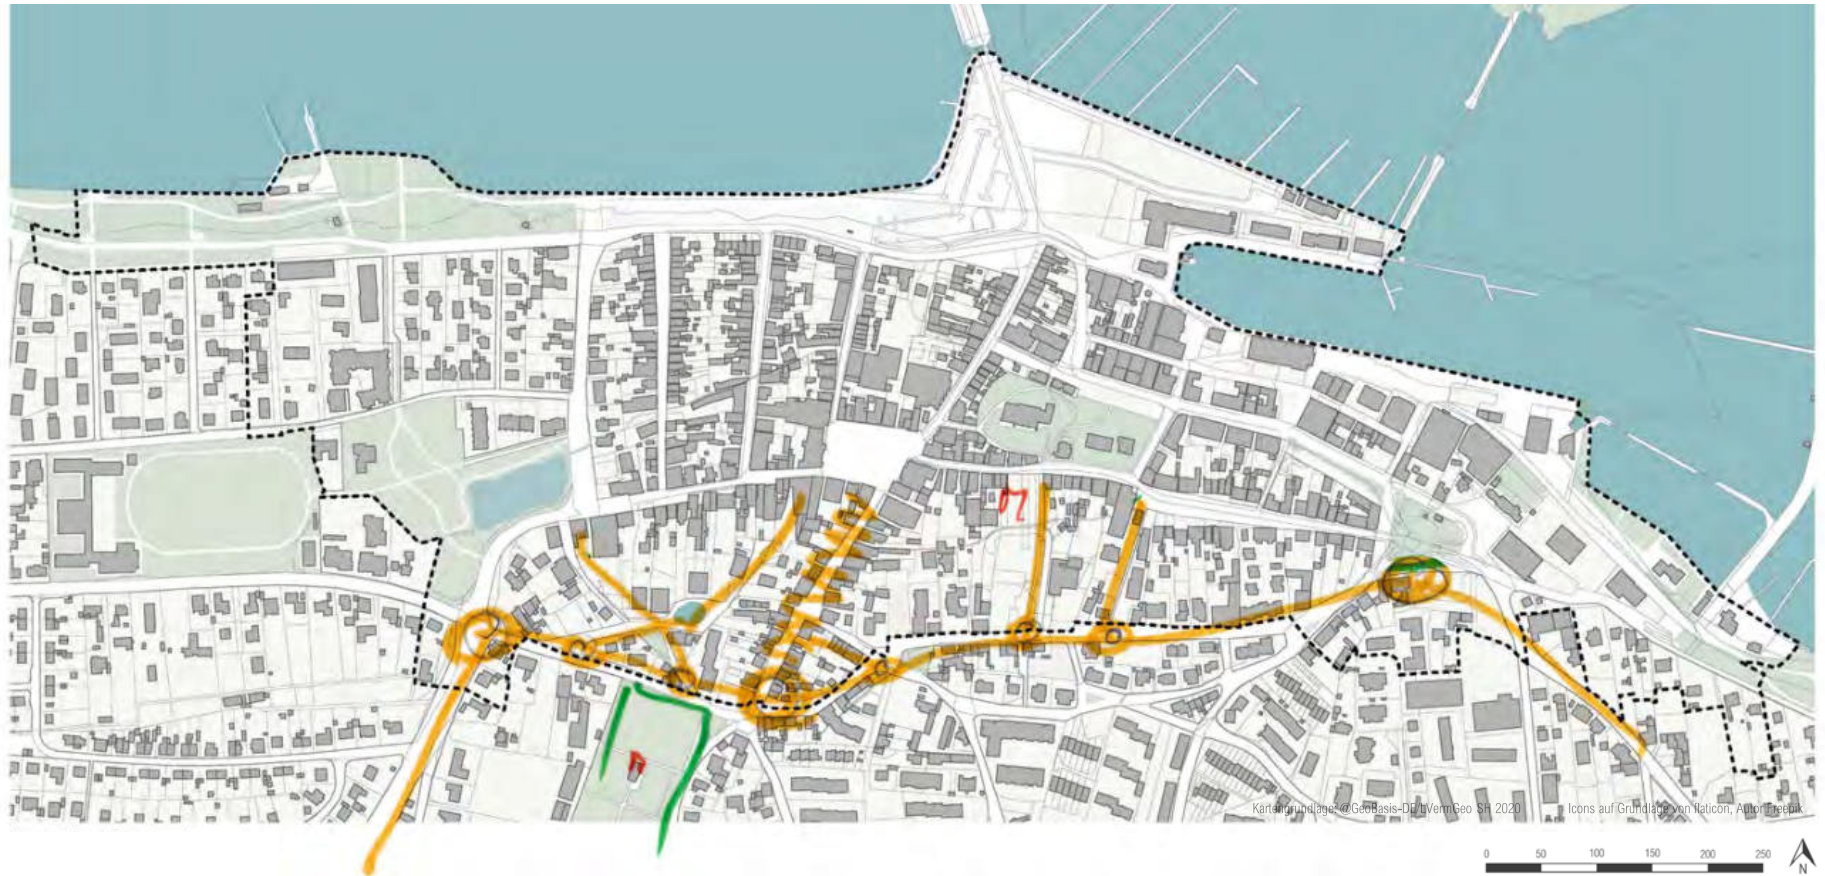 Kartengrundlage: @GeoBasis-DE/LVermGeo SH 2020
Icons auf Grundlage von flaticon, Autor Freepik
0 50 100 150 200 250
N